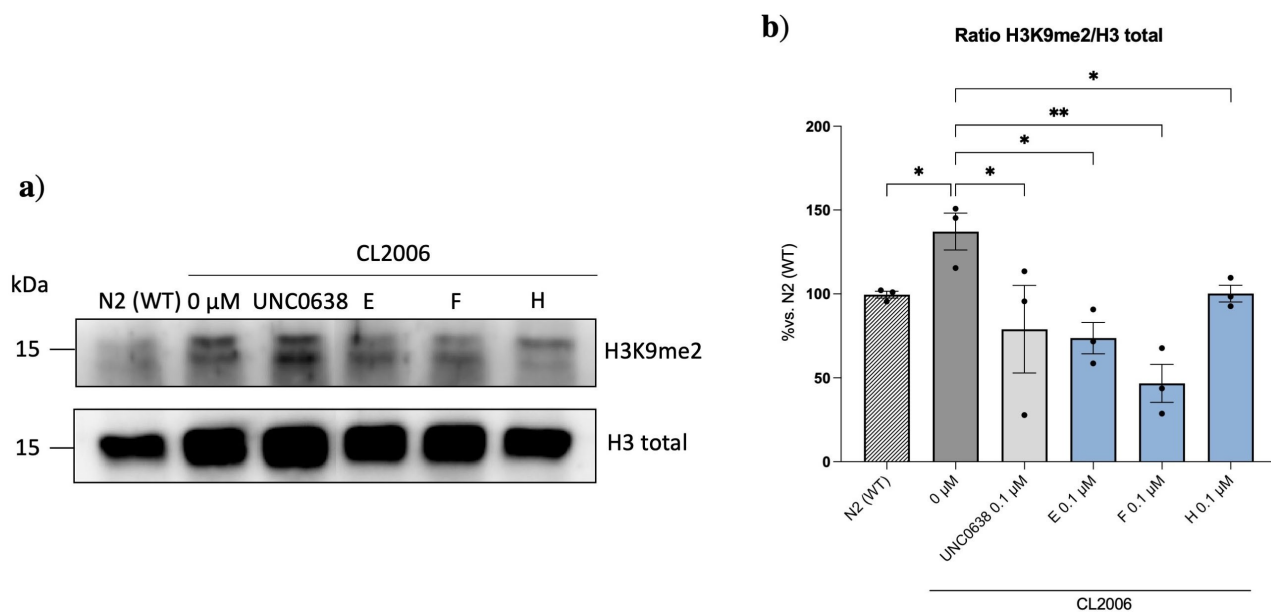 a)
CL2006
kDa
N2 (WT) 0 µM UNC0638 E F H
15
H3K9me2
15
H3 total
b)
Ratio H3K9me2/H3 total
*
**
*
* *
%vs. N2 (WT)
200
150
100
50
0
N2 (WT) 0 µM UNC0638 0.1 µM E 0.1 µM F 0.1 µM H 0.1 µM
CL2006